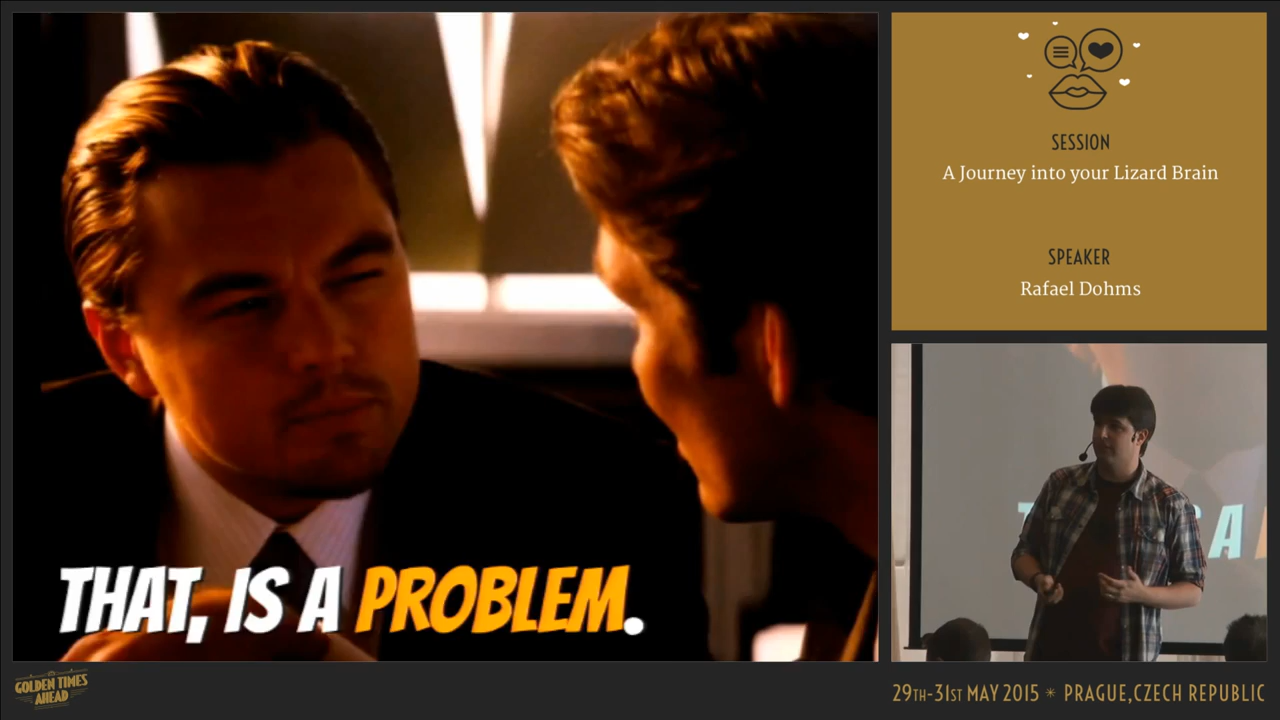 THAT, IS A PROBLEM.
SESSION
A Journey into your Lizard Brain
SPEAKER
Rafael Dohms
A
GOLDEN TIMES
AHEAD
29TH-31ST MAY 2015 * PRAGUE,CZECH REPUBLIC